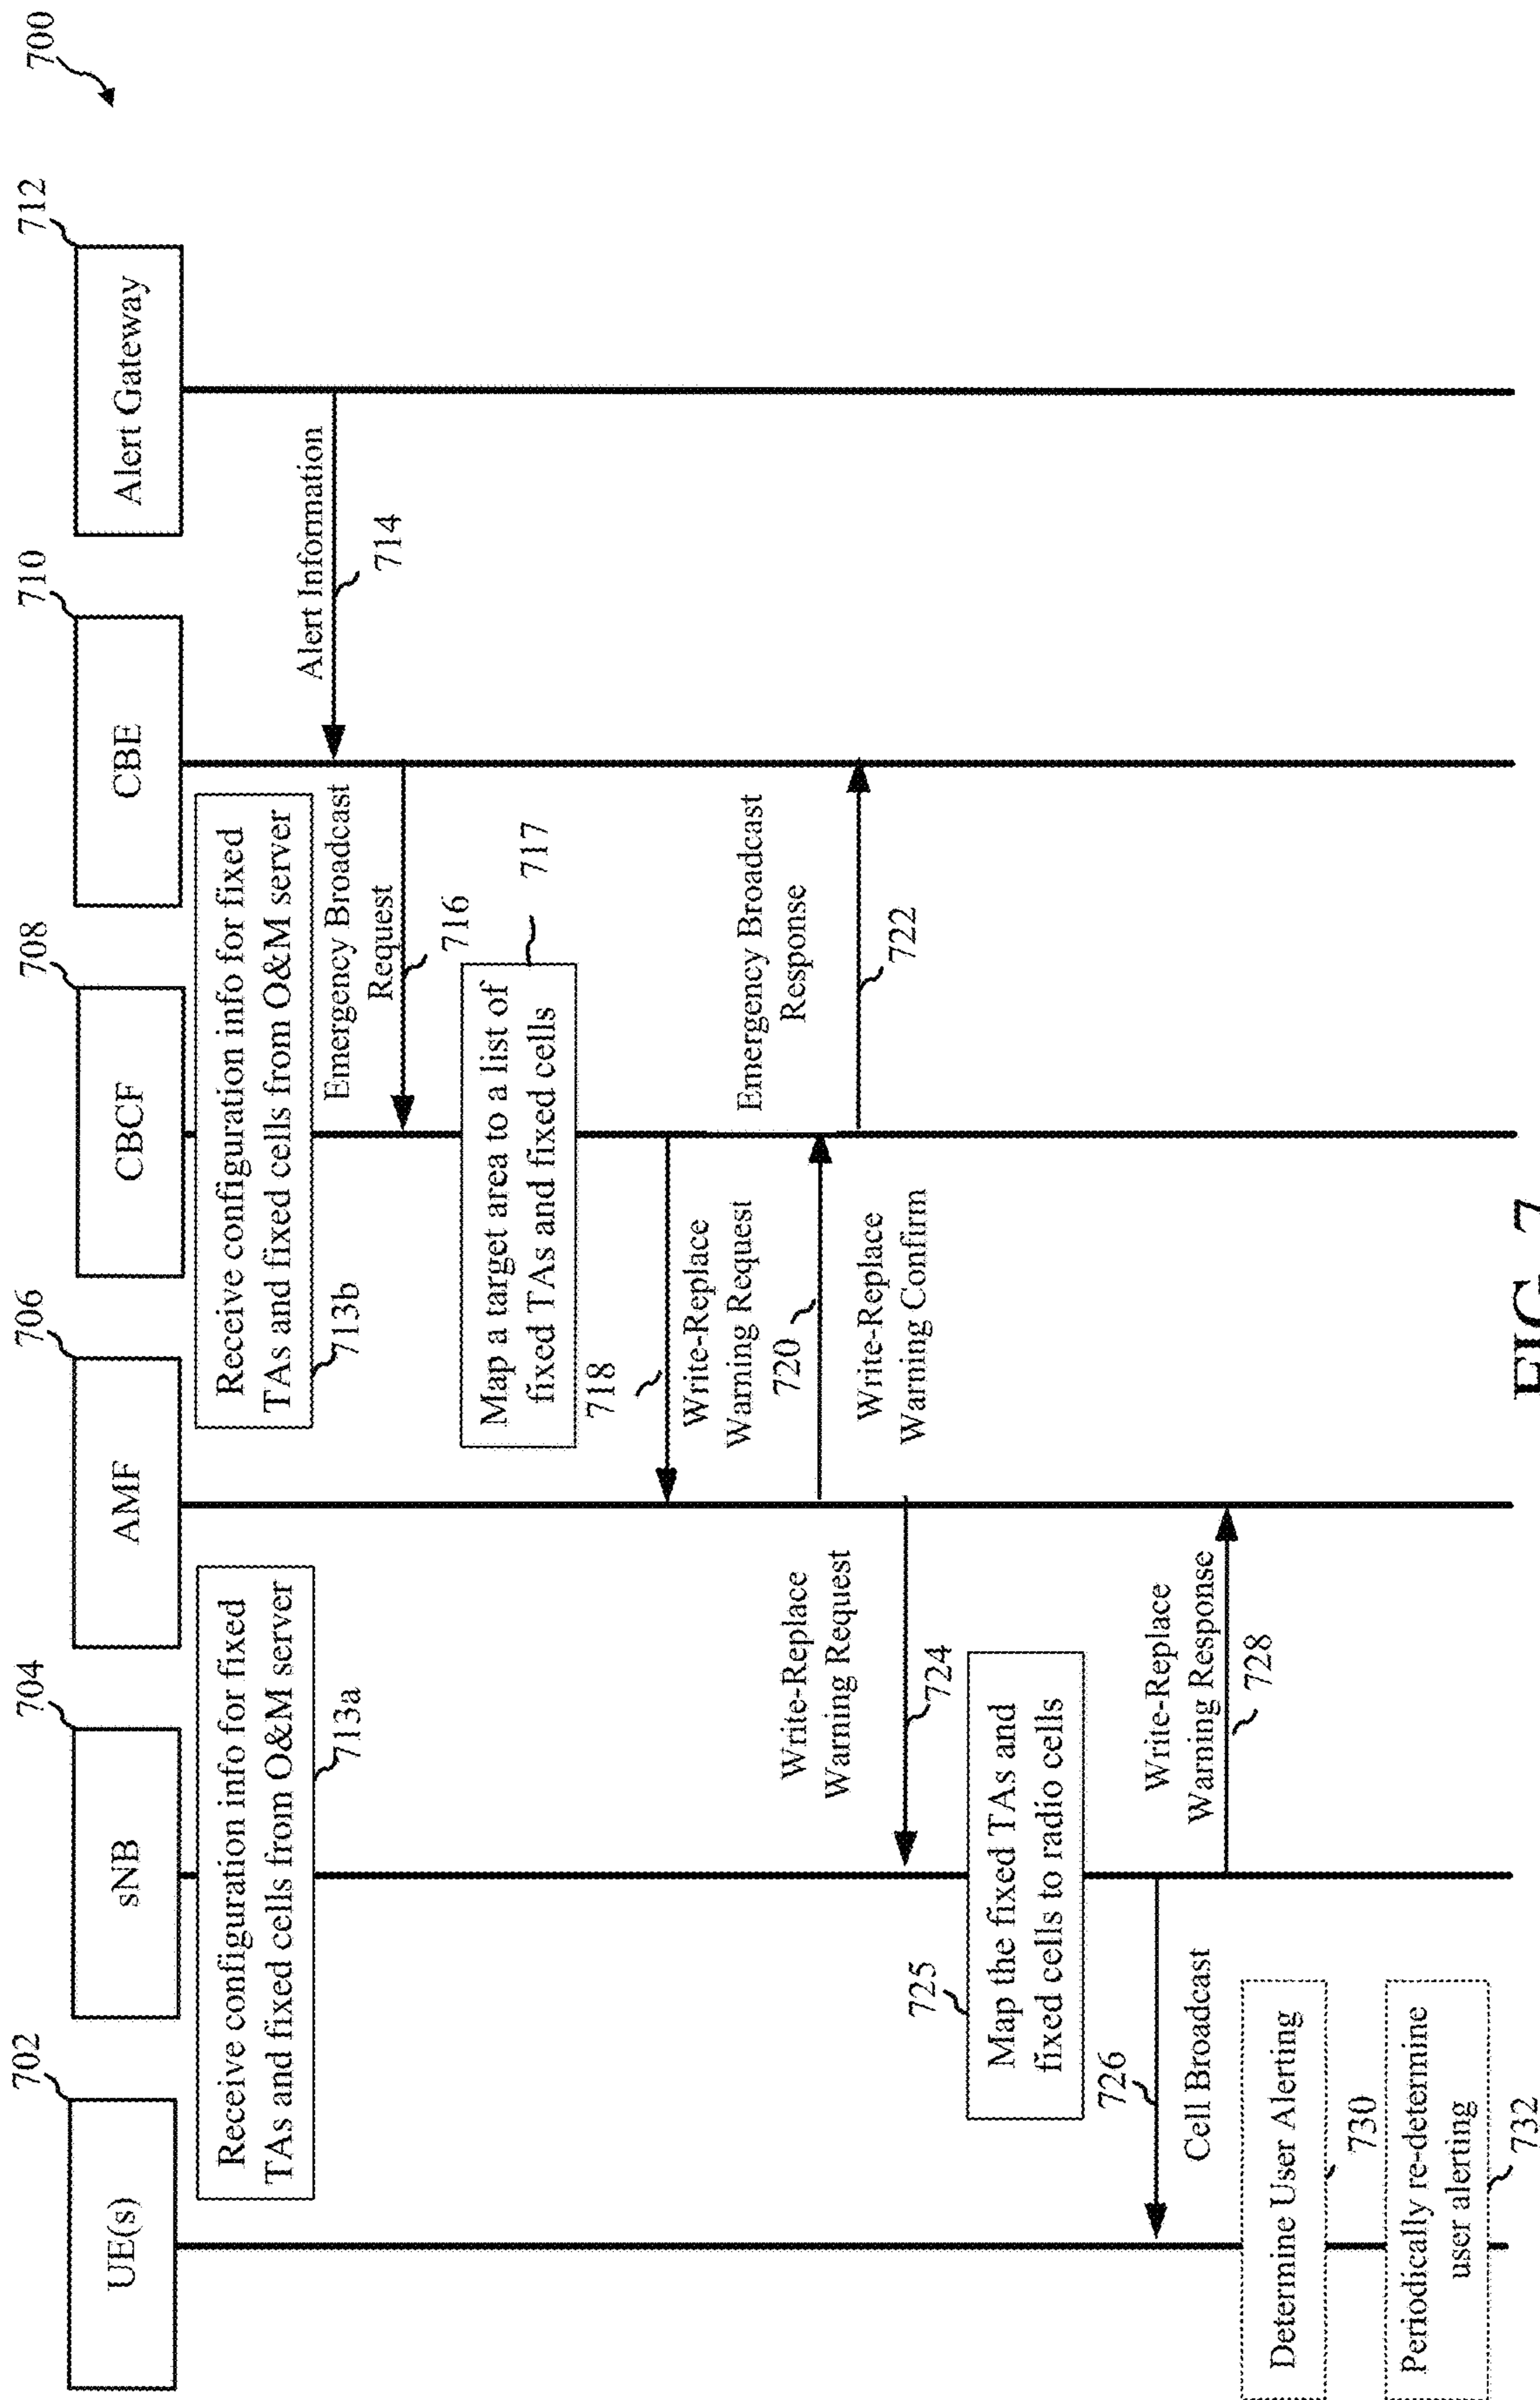 700
702
UE(s)
704
sNB
706
AMF
708
CBCF
710
CBE
712
Alert Gateway
Receive configuration info for fixed
TAs and fixed cells from O&M server
713a
Receive configuration info for fixed
TAs and fixed cells from O&M server
713b
Alert Information
714
Emergency Broadcast
Request
716
Map a target area to a list of
fixed TAs and fixed cells
717
718
Write-Replace
Warning Request
720
Write-Replace
Warning Confirm
Emergency Broadcast
Response
722
Write-Replace
Warning Request
724
725
Map the fixed TAs and
fixed cells to radio cells
726
Cell Broadcast
Write-Replace
Warning Response
728
Determine User Alerting
730
Periodically re-determine
user alerting
732
FIG. 7